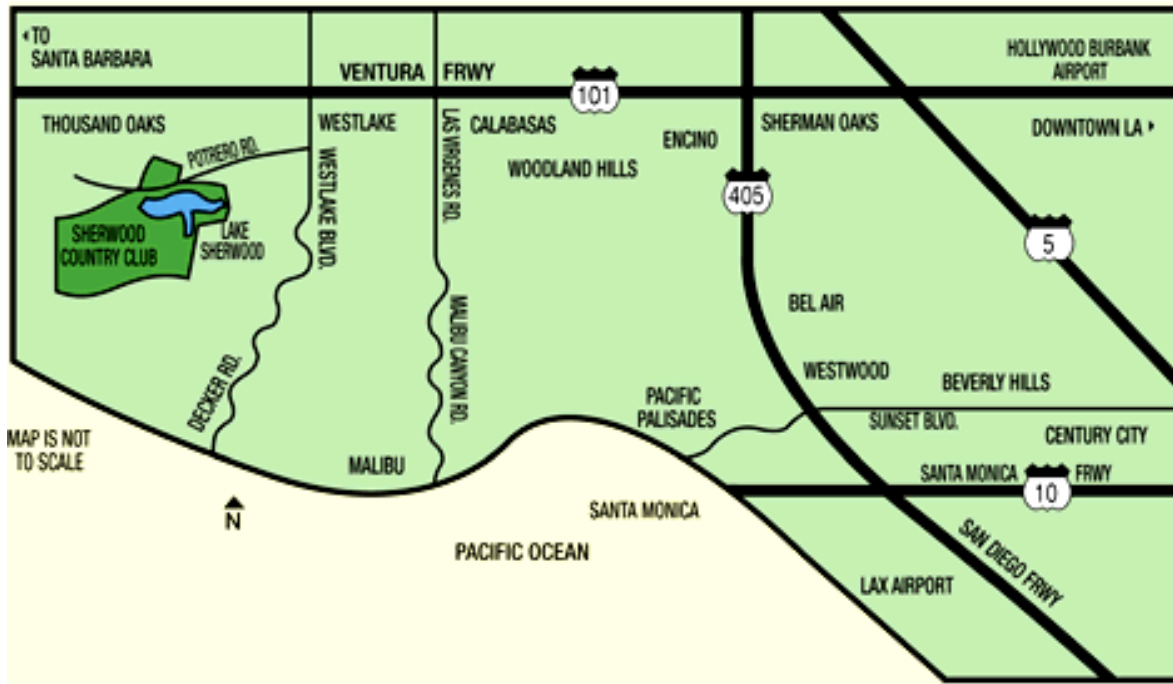 ◂TO
SANTA BARBARA
VENTURA FRWY
101
HOLLYWOOD BURBANK
AIRPORT
THOUSAND OAKS
WESTLAKE
CALABASAS
ENCINO
SHERMAN OAKS
DOWNTOWN LA ▸
POTRERO RD.
WESTLAKE BLVD.
LAS VIRGENES RD.
WOODLAND HILLS
405
5
SHERWOOD
COUNTRY CLUB
LAKE
SHERWOOD
BEL AIR
DECKER RD.
MALIBU CANYON RD.
WESTWOOD
BEVERLY HILLS
PACIFIC
PALISADES
SUNSET BLVD.
CENTURY CITY
MAP IS NOT
TO SCALE
MALIBU
SANTA MONICA FRWY
10
N
SANTA MONICA
PACIFIC OCEAN
SAN DIEGO FRWY
LAX AIRPORT